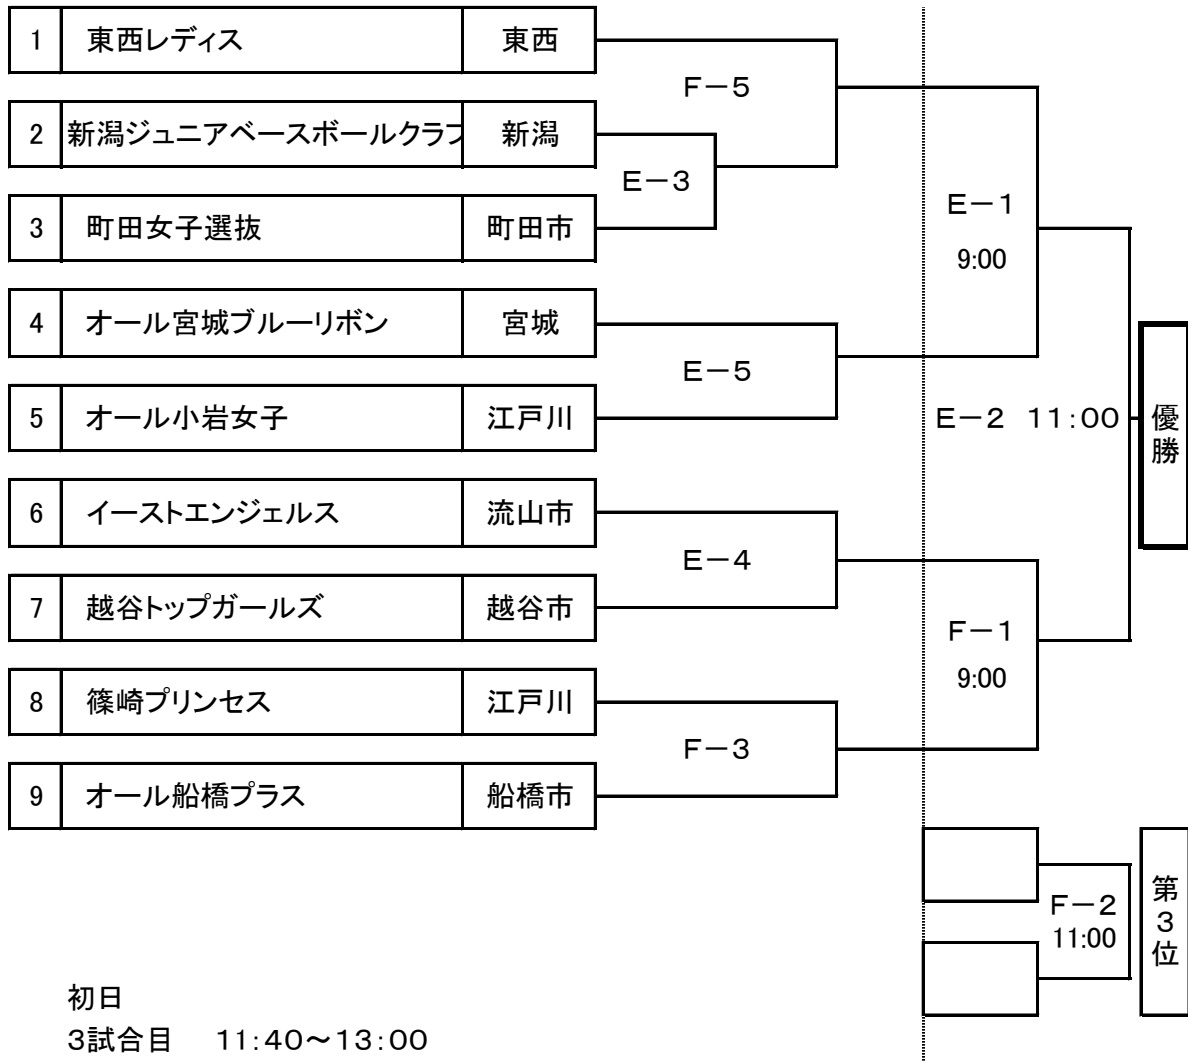 1 東西レディス 東西
F－5
2 新潟ジュニアベースボールクラブ 新潟
E－3
3 町田女子選抜 町田市
E－1
9:00
4 オール宮城ブルーリボン 宮城
E－5
5 オール小岩女子 江戸川
E－2 11:00
優勝
6 イーストエンジェルス 流山市
E－4
7 越谷トップガールズ 越谷市
F－1
9:00
8 篠崎プリンセス 江戸川
F－3
9 オール船橋プラス 船橋市
F－2
11:00
第3位
初日
3試合目 11:40～13:00